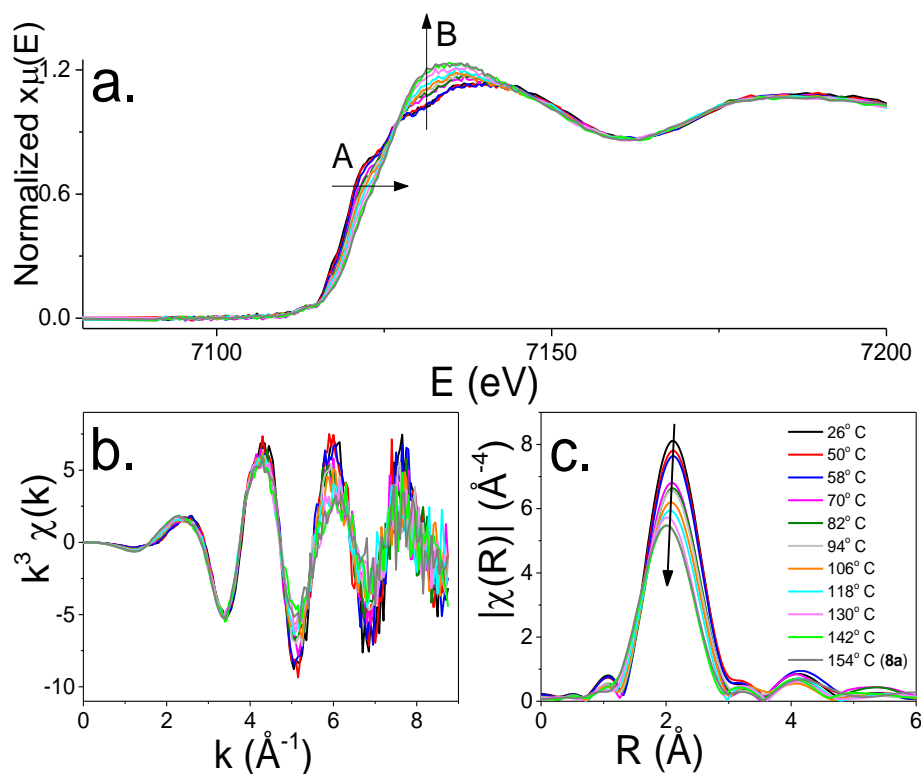 a.
A
B
Normalized xμ(E)
0.0
0.6
1.2
7100
7150
7200
E (eV)
b.
k³ χ(k)
5
0
-5
-10
0
2
4
6
8
k (Å⁻¹)
c.
|χ(R)| (Å⁻⁴)
8
6
4
2
0
0
2
4
6
R (Å)
26° C
50° C
58° C
70° C
82° C
94° C
106° C
118° C
130° C
142° C
154° C (8a)